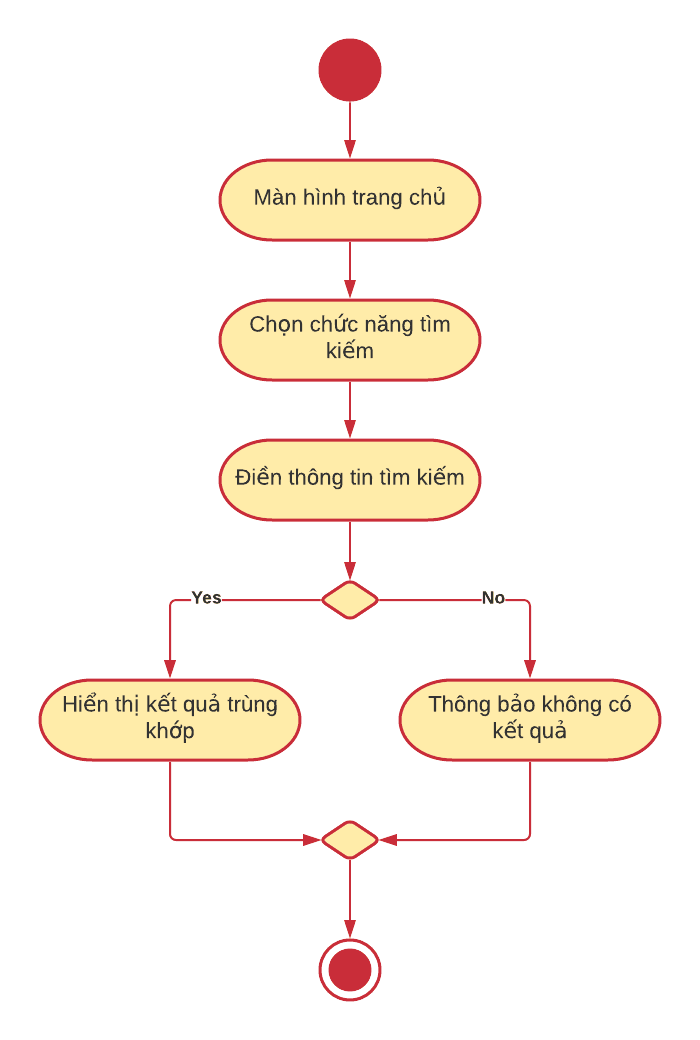 Màn hình trang chủ
Chọn chức năng tìm
kiếm
Điền thông tin tìm kiếm
Yes
No
Hiển thị kết quả trùng
khớp
Thông bảo không có
kết quả